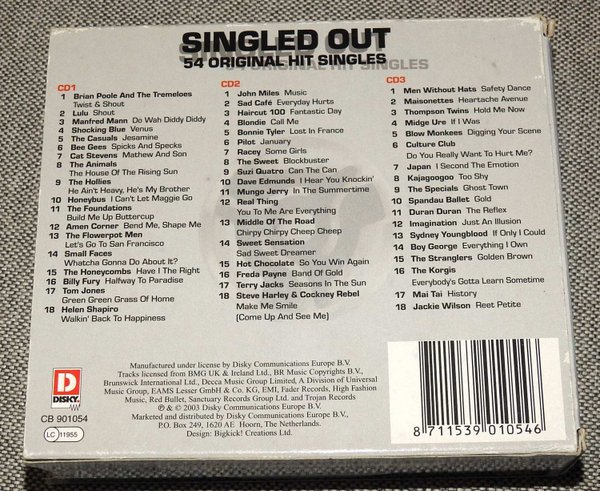 SINGLED OUT
54 ORIGINAL HIT SINGLES
CD1
1 Brian Poole And The Tremeloes
Twist & Shout
2 Lulu Shout
3 Manfred Mann Do Wah Diddy Diddy
4 Shocking Blue Venus
5 The Casuals Jesamine
6 Bee Gees Spicks And Specks
7 Cat Stevens Mathew And Son
8 The Animals
The House Of The Rising Sun
9 The Hollies
He Ain't Heavy, He's My Brother
10 Honeybus I Can't Let Maggie Go
11 The Foundations
Build Me Up Buttercup
12 Amen Corner Bend Me, Shape Me
13 The Flowerpot Men
Let's Go To San Francisco
14 Small Faces
Whatcha Gonna Do About It?
15 The Honeycombs Have I The Right
16 Billy Fury Halfway To Paradise
17 Tom Jones
Green Green Grass Of Home
18 Helen Shapiro
Walkin' Back To Happiness
CD2
1 John Miles Music
2 Sad Café Everyday Hurts
3 Haircut 100 Fantastic Day
4 Blondie Call Me
5 Bonnie Tyler Lost In France
6 Pilot January
7 Racey Some Girls
8 The Sweet Blockbuster
9 Suzi Quatro Can The Can
10 Dave Edmunds I Hear You Knockin'
11 Mungo Jerry In The Summertime
12 Real Thing
You To Me Are Everything
13 Middle Of The Road
Chirpy Chirpy Cheep Cheep
14 Sweet Sensation
Sad Sweet Dreamer
15 Hot Chocolate So You Win Again
16 Freda Payne Band Of Gold
17 Terry Jacks Seasons In The Sun
18 Steve Harley & Cockney Rebel
Make Me Smile
(Come Up And See Me)
CD3
1 Men Without Hats Safety Dance
2 Maisonettes Heartache Avenue
3 Thompson Twins Hold Me Now
4 Midge Ure If I Was
5 Blow Monkees Digging Your Scene
6 Culture Club
Do You Really Want To Hurt Me?
7 Japan I Second The Emotion
8 Kajagoogoo Too Shy
9 The Specials Ghost Town
10 Spandau Ballet Gold
11 Duran Duran The Reflex
12 Imagination Just An Illusion
13 Sydney Youngblood If Only I Could
14 Boy George Everything I Own
15 The Stranglers Golden Brown
16 The Korgis
Everybody's Gotta Learn Sometime
17 Mai Tai History
18 Jackie Wilson Reet Petite
Manufactured under license by Disky Communications Europe B.V.
Tracks licensed from BMG UK & Ireland Ltd., BR Music Copyrights B.V.,
Brunswick International Ltd., Decca Music Group Limited, A Division of Universal
Music Group, EAMS Lesser GmbH & Co. KG, EMI, Fader Records, High Fashion
Music, Red Bullet, Sanctuary Records Group Ltd. and Trojan Records
℗ & © 2003 Disky Communications Europe B.V.
Marketed and distributed by Disky Communications Europe B.V.
P.O. Box 249, 1620 AE Hoorn, The Netherlands.
Design: Bigkick! Creations Ltd.
D
DISKY.
CB 901054
LC 11955
8 711539 010546